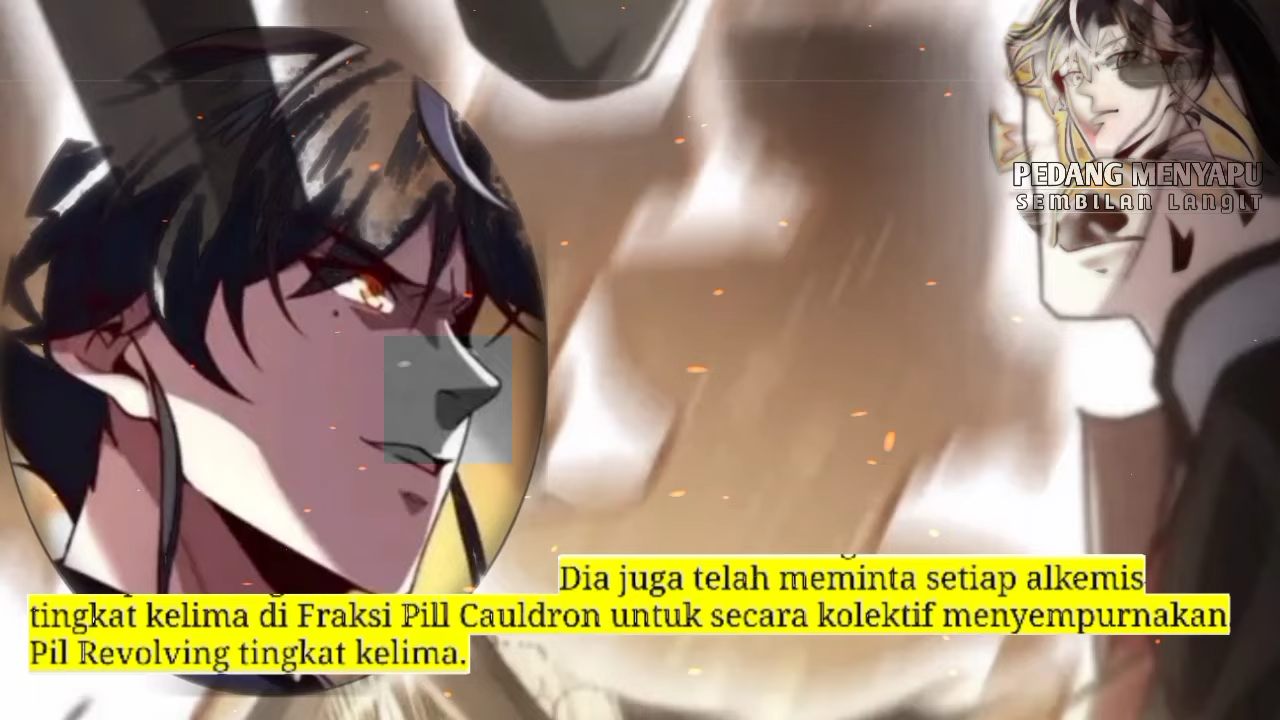 PEDANG MENYAPU
SEMBILAN LANGIT
Dia juga telah meminta setiap alkemis
tingkat kelima di Fraksi Pill Cauldron untuk secara kolektif menyempurnakan
Pil Revolving tingkat kelima.